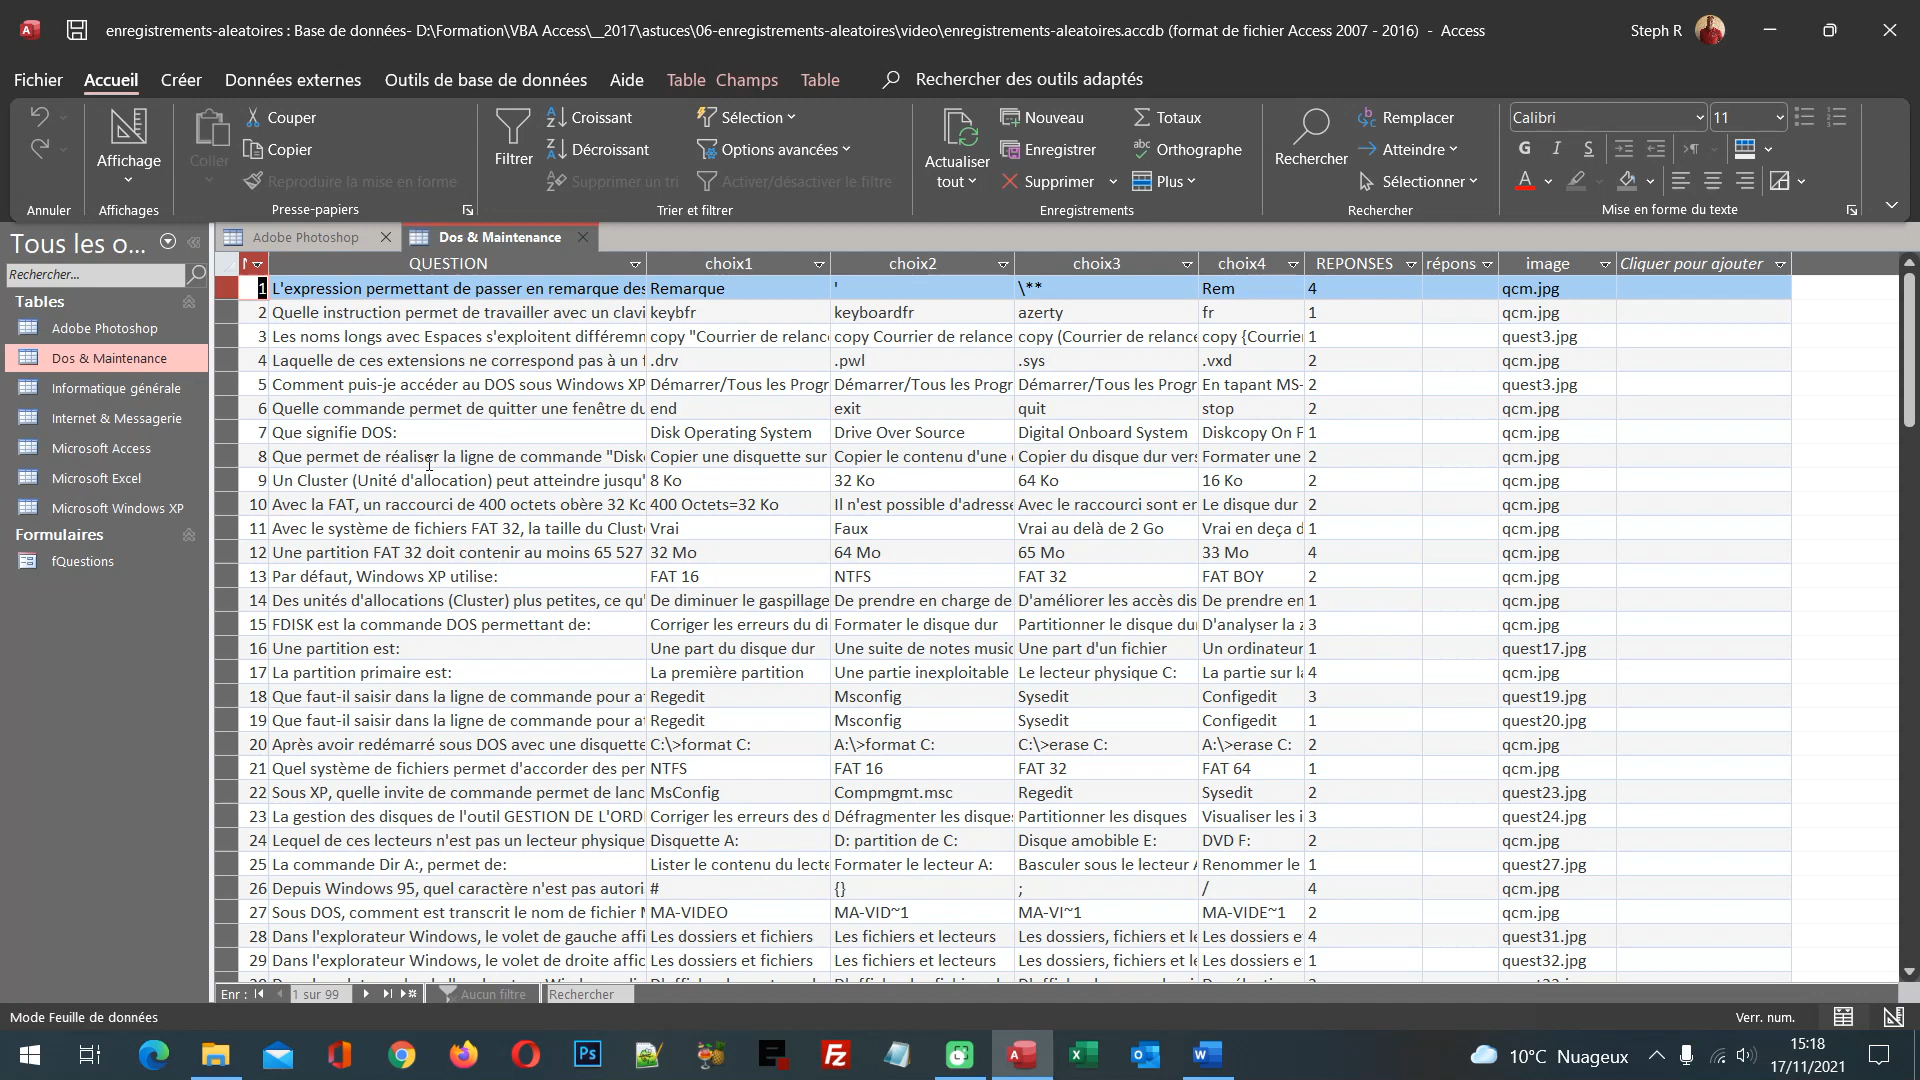 enregistrements-aleatoires : Base de données- D:\Formation\VBA Access\__2017\astuces\06-enregistrements-aleatoires\video\enregistrements-aleatoires.accdb (format de fichier Access 2007 - 2016) - Access
Steph R
Fichier Accueil Créer Données externes Outils de base de données Aide Table Champs Table Rechercher des outils adaptés
Couper
Copier
Reproduire la mise en forme
Coller
Affichage
Annuler
Affichages
Presse-papiers
Filtrer
Croissant
Décroissant
Supprimer un tri
Sélection
Options avancées
Activer/désactiver le filtre
Trier et filtrer
Actualiser
tout
Nouveau
Enregistrer
Supprimer
Totaux
Orthographe
Plus
Enregistrements
Rechercher
Remplacer
Atteindre
Sélectionner
Rechercher
Calibri 11
G I S
Mise en forme du texte
Tous les o...
Rechercher...
Tables
Adobe Photoshop
Dos & Maintenance
Informatique générale
Internet & Messagerie
Microsoft Access
Microsoft Excel
Microsoft Windows XP
Formulaires
fQuestions
Adobe Photoshop Dos & Maintenance
QUESTION choix1 choix2 choix3 choix4 REPONSES répons image Cliquer pour ajouter
1 L'expression permettant de passer en remarque des Remarque ' \** Rem 4 qcm.jpg
2 Quelle instruction permet de travailler avec un clavi keybfr keyboardfr azerty fr 1 qcm.jpg
3 Les noms longs avec Espaces s'exploitent différemm copy "Courrier de relance copy Courrier de relance copy (Courrier de relance copy {Courrie 1 quest3.jpg
4 Laquelle de ces extensions ne correspond pas à un f .drv .pwl .sys .vxd 2 qcm.jpg
5 Comment puis-je accéder au DOS sous Windows XP Démarrer/Tous les Progr Démarrer/Tous les Progr Démarrer/Tous les Progr En tapant MS- 2 quest3.jpg
6 Quelle commande permet de quitter une fenêtre du end exit quit stop 2 qcm.jpg
7 Que signifie DOS: Disk Operating System Drive Over Source Digital Onboard System Diskcopy On F 1 qcm.jpg
8 Que permet de réaliser la ligne de commande "Disk Copier une disquette sur Copier le contenu d'une Copier du disque dur vers Formater une 2 qcm.jpg
9 Un Cluster (Unité d'allocation) peut atteindre jusqu' 8 Ko 32 Ko 64 Ko 16 Ko 2 qcm.jpg
10 Avec la FAT, un raccourci de 400 octets obère 32 Ko 400 Octets=32 Ko Il n'est possible d'adresse Avec le raccourci sont en Le disque dur 2 qcm.jpg
11 Avec le système de fichiers FAT 32, la taille du Clust Vrai Faux Vrai au delà de 2 Go Vrai en deça d 1 qcm.jpg
12 Une partition FAT 32 doit contenir au moins 65 527 32 Mo 64 Mo 65 Mo 33 Mo 4 qcm.jpg
13 Par défaut, Windows XP utilise: FAT 16 NTFS FAT 32 FAT BOY 2 qcm.jpg
14 Des unités d'allocations (Cluster) plus petites, ce qu' De diminuer le gaspillage De prendre en charge de D'améliorer les accès dis De prendre en 1 qcm.jpg
15 FDISK est la commande DOS permettant de: Corriger les erreurs du di Formater le disque dur Partitionner le disque du D'analyser la z 3 qcm.jpg
16 Une partition est: Une part du disque dur Une suite de notes music Une part d'un fichier Un ordinateur 1 quest17.jpg
17 La partition primaire est: La première partition Une partie inexploitable Le lecteur physique C: La partie sur la 4 qcm.jpg
18 Que faut-il saisir dans la ligne de commande pour a Regedit Msconfig Sysedit Configedit 3 quest19.jpg
19 Que faut-il saisir dans la ligne de commande pour a Regedit Msconfig Sysedit Configedit 1 quest20.jpg
20 Après avoir redémarré sous DOS avec une disquette C:\>format C: A:\>format C: C:\>erase C: A:\>erase C: 2 qcm.jpg
21 Quel système de fichiers permet d'accorder des per NTFS FAT 16 FAT 32 FAT 64 1 qcm.jpg
22 Sous XP, quelle invite de commande permet de lanc MsConfig Compmgmt.msc Regedit Sysedit 2 quest23.jpg
23 La gestion des disques de l'outil GESTION DE L'ORD Corriger les erreurs des d Défragmenter les disques Partitionner les disques Visualiser les i 3 quest24.jpg
24 Lequel de ces lecteurs n'est pas un lecteur physique Disquette A: D: partition de C: Disque amobible E: DVD F: 2 qcm.jpg
25 La commande Dir A:, permet de: Lister le contenu du lecte Formater le lecteur A: Basculer sous le lecteur A Renommer le 1 quest27.jpg
26 Depuis Windows 95, quel caractère n'est pas autori # {} ; / 4 qcm.jpg
27 Sous DOS, comment est transcrit le nom de fichier MA-VIDEO MA-VID~1 MA-VI~1 MA-VIDE~1 2 qcm.jpg
28 Dans l'explorateur Windows, le volet de gauche affi Les dossiers et fichiers Les fichiers et lecteurs Les dossiers, fichiers et le Les dossiers e 4 quest31.jpg
29 Dans l'explorateur Windows, le volet de droite affic Les dossiers et fichiers Les fichiers et lecteurs Les dossiers, fichiers et le Les dossiers e 1 quest32.jpg
Enr : 1 sur 99 Aucun filtre Rechercher
Mode Feuille de données Verr. num.
10°C Nuageux
15:18
17/11/2021